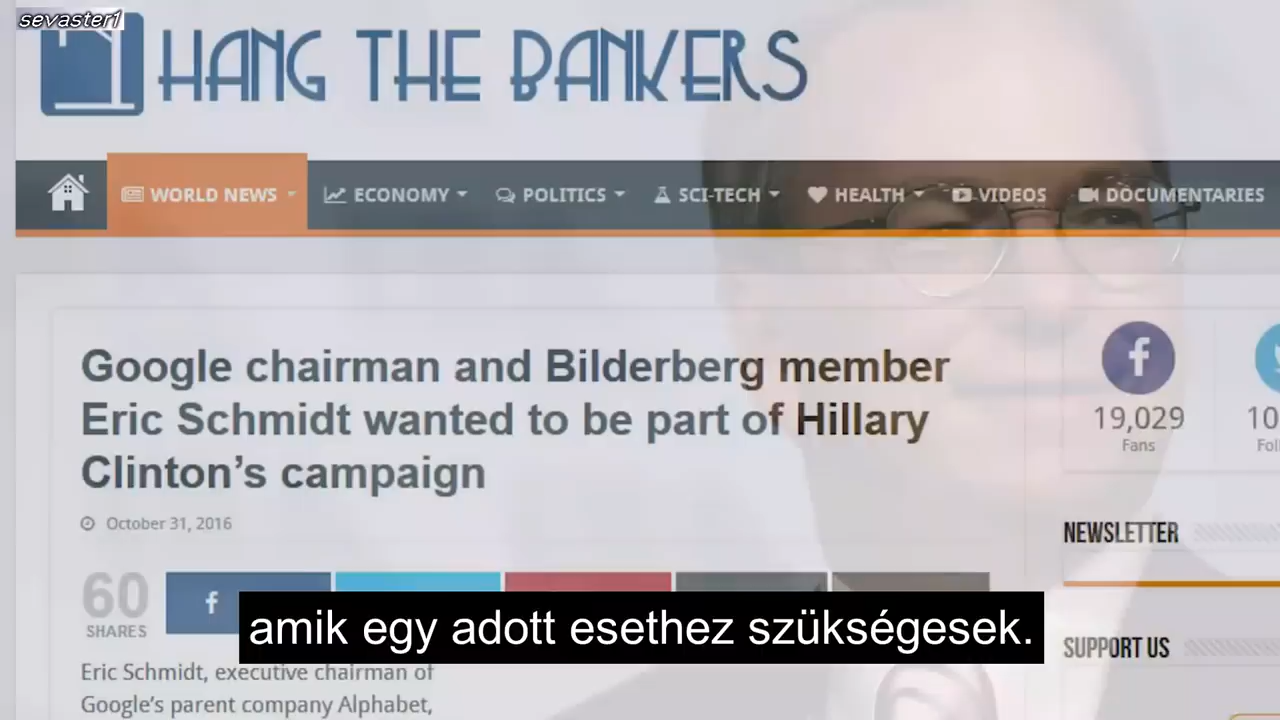 sevaster1
HANG THE BANKERS
WORLD NEWS ECONOMY POLITICS SCI-TECH HEALTH VIDEOS DOCUMENTARIES
Google chairman and Bilderberg member
Eric Schmidt wanted to be part of Hillary
Clinton’s campaign
October 31, 2016
60
SHARES
Eric Schmidt, executive chairman of
Google’s parent company Alphabet,
19,029
Fans
10
Fol
NEWSLETTER
SUPPORT US
amik egy adott esethez szükségesek.